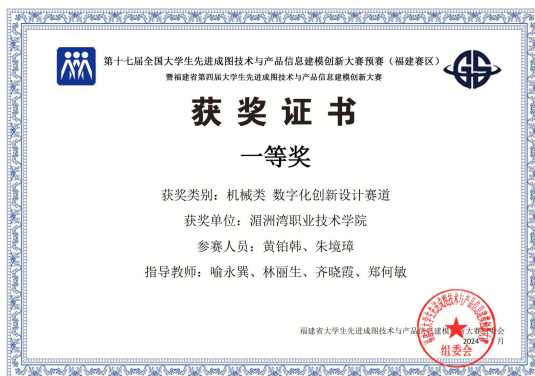 第十七届全国大学生先进成图技术与产品信息建模创新大赛预赛（福建赛区）
暨福建省第四届大学生先进成图技术与产品信息建模创新大赛
获奖证书
一等奖
获奖类别：机械类 数字化创新设计赛道
获奖单位：湄洲湾职业技术学院
参赛人员：黄铂韩、朱境璋
指导教师：喻永巽、林丽生、齐晓霞、郑何敏
福建省大学生先进成图技术与产品信息建模创新大赛组委会
2024年 月
组委会